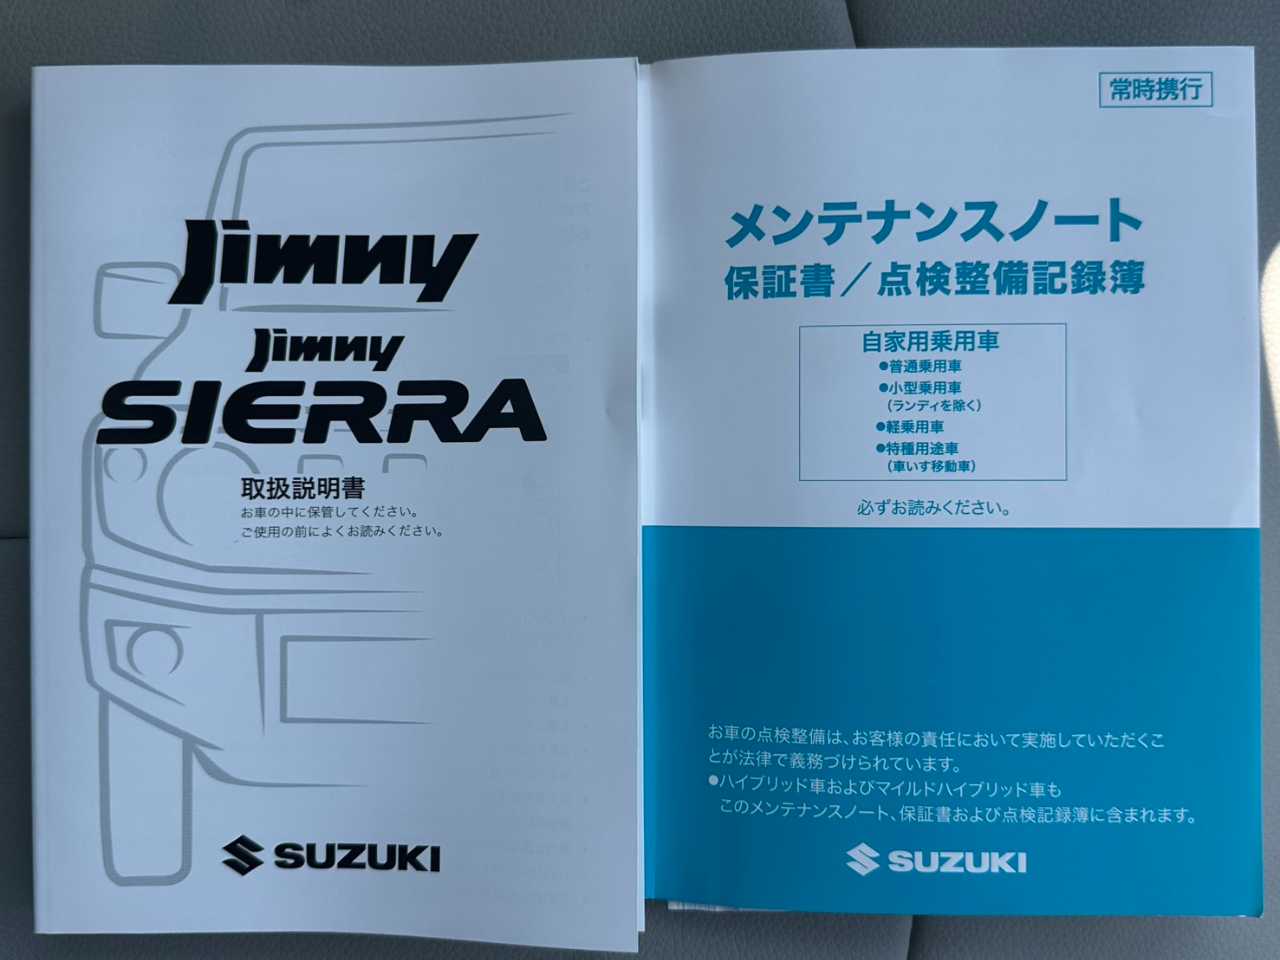 Jimny
Jimny
SIERRA
取扱説明書
お車の中に保管してください。
ご使用の前によくお読みください。
SUZUKI
常時携行
メンテナンスノート
保証書／点検整備記録簿
自家用乗用車
●普通乗用車
●小型乗用車
（ランディを除く）
●軽乗用車
●特種用途車
（車いす移動車）
必ずお読みください。
お車の点検整備は、お客様の責任において実施していただくこ
とが法律で義務づけられています。
●ハイブリッド車およびマイルドハイブリッド車も
このメンテナンスノート、保証書および点検記録簿に含まれます。
SUZUKI